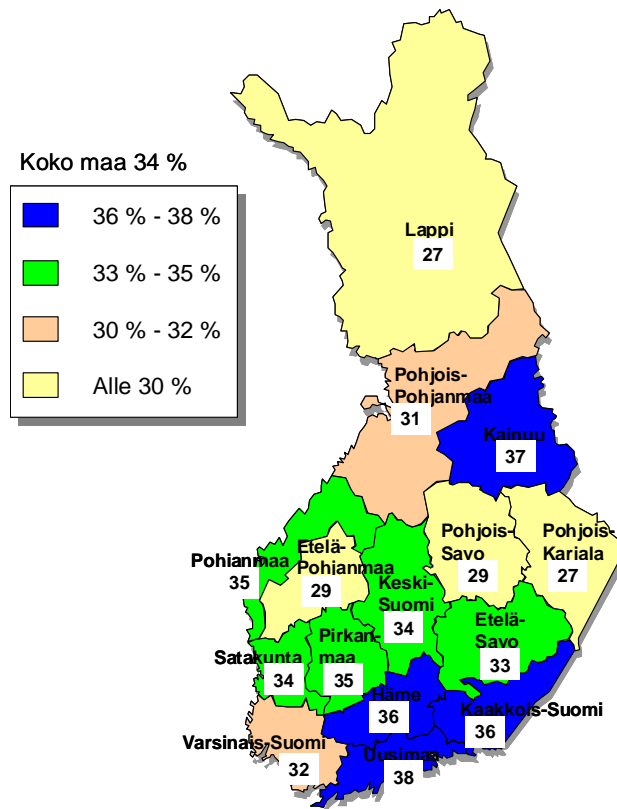 Koko maa 34 %
36 % - 38 %
33 % - 35 %
30 % - 32 %
Alle 30 %
Lappi
27
Pohjois-
Pohjanmaa
31
Kainuu
37
Pohjois-
Savo
29
Pohjois-
Karjala
27
Pohjanmaa
35
Etelä-
Pohjanmaa
29
Keski-
Suomi
34
Etelä-
Savo
33
Satakunta
34
Pirkan-
maa
35
Häme
36
Kaakkois-Suomi
36
Varsinais-Suomi
32
Uusimaa
38